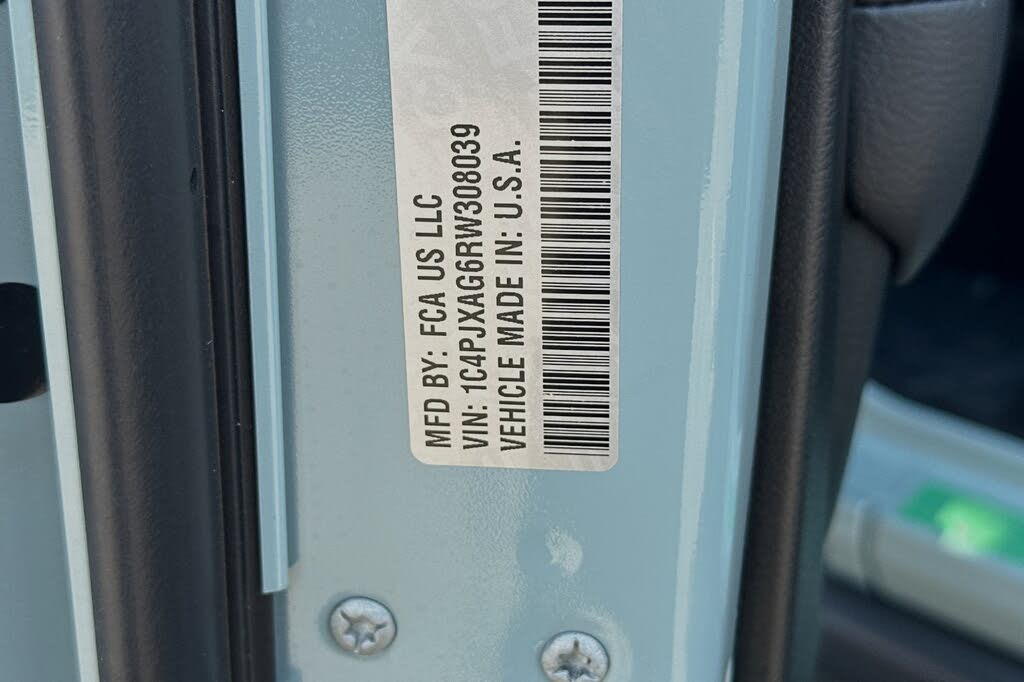 MFD BY: FCA US LLC
VIN: 1C4PJXAG6RW308039
VEHICLE MADE IN: U.S.A.